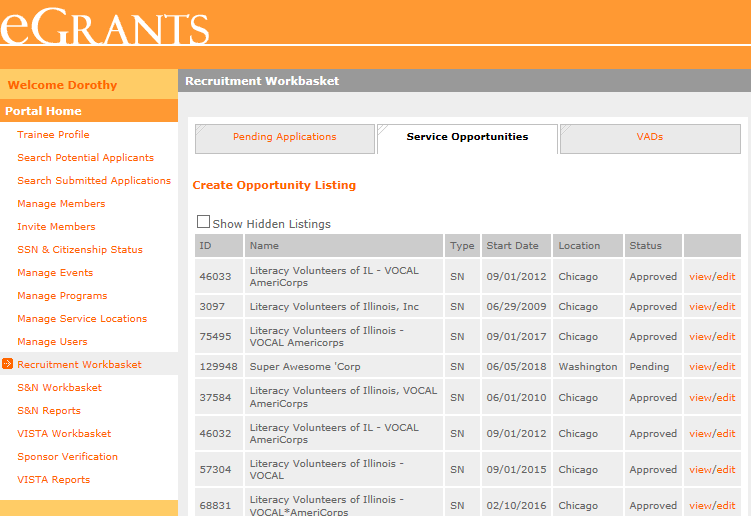 eGRANTS
Welcome Dorothy
Portal Home
Trainee Profile
Search Potential Applicants
Search Submitted Applications
Manage Members
Invite Members
SSN & Citizenship Status
Manage Events
Manage Programs
Manage Service Locations
Manage Users
Recruitment Workbasket
S&N Workbasket
S&N Reports
VISTA Workbasket
Sponsor Verification
VISTA Reports
Recruitment Workbasket
Pending Applications Service Opportunities VADs
Create Opportunity Listing
Show Hidden Listings
ID Name Type Start Date Location Status
46033 Literacy Volunteers of IL - VOCAL SN 09/01/2012 Chicago Approved view/edit
AmeriCorps
3097 Literacy Volunteers of Illinois, Inc SN 06/29/2009 Chicago Approved view/edit
75495 Literacy Volunteers of Illinois - SN 09/01/2017 Chicago Approved view/edit
VOCAL Americorps
129948 Super Awesome 'Corp SN 06/05/2018 Washington Pending view/edit
37584 Literacy Volunteers of Illinois, VOCAL SN 06/01/2010 Chicago Approved view/edit
AmeriCorps
46032 Literacy Volunteers of IL - VOCAL SN 09/01/2012 Chicago Approved view/edit
AmeriCorps
57304 Literacy Volunteers of Illinois - SN 09/01/2015 Chicago Approved view/edit
VOCAL
68831 Literacy Volunteers of Illinois - SN 02/10/2016 Chicago Approved view/edit
VOCAL*AmeriCorps